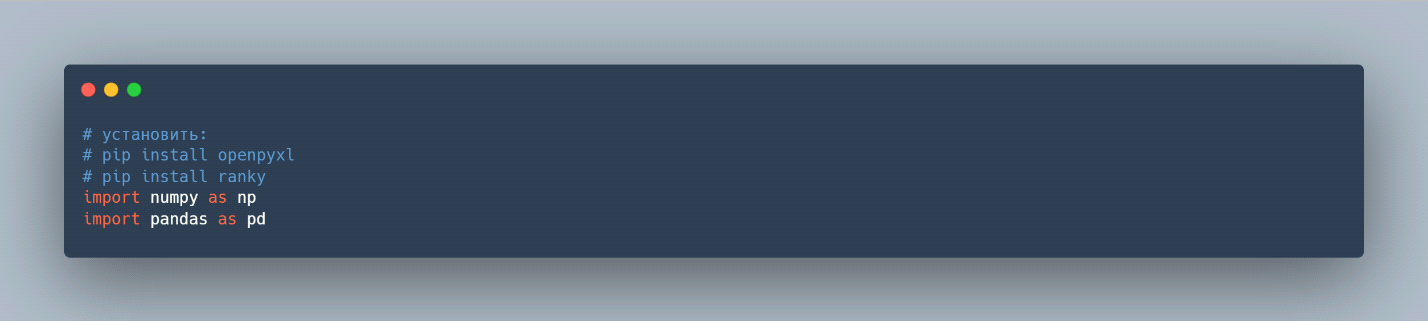 # установить:
# pip install openpyxl
# pip install ranky
import numpy as np
import pandas as pd